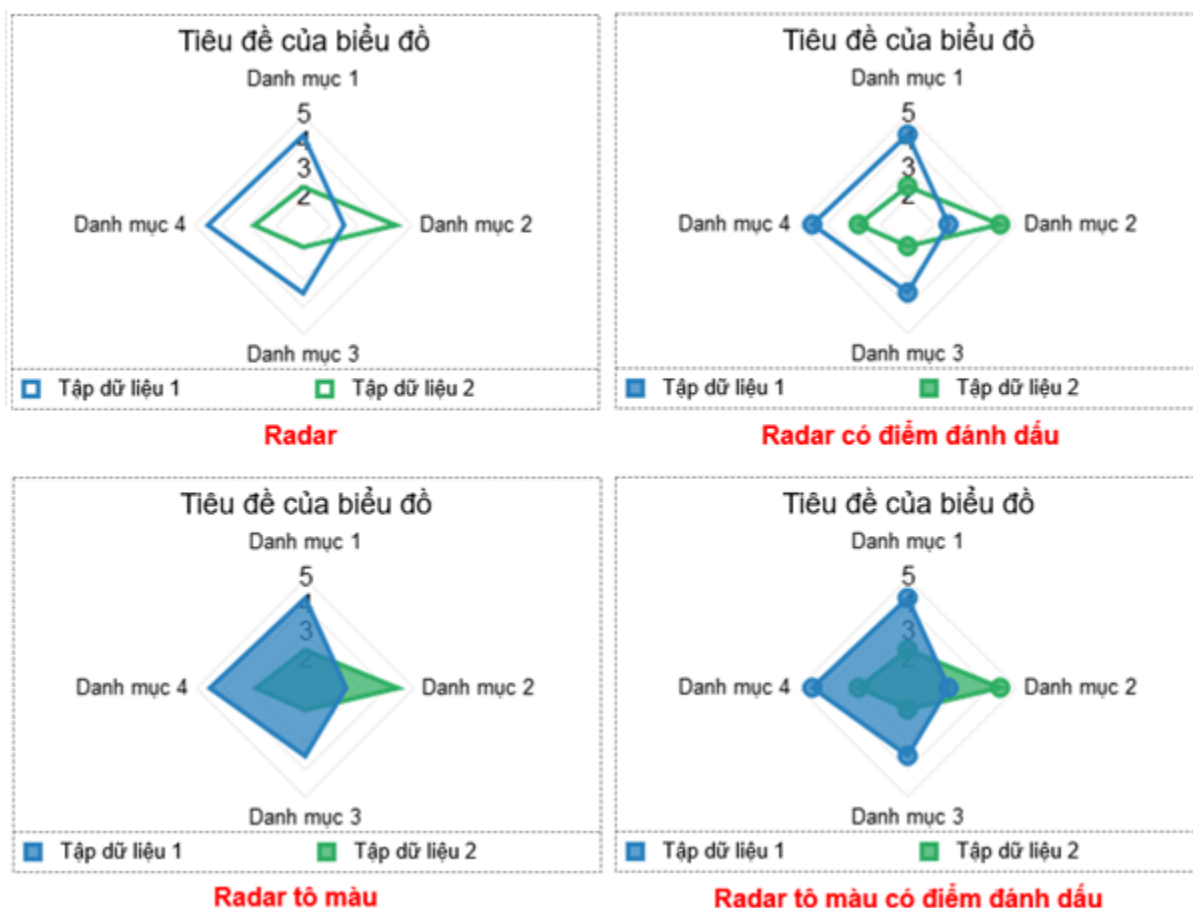 Tiêu đề của biểu đồ
Danh mục 1
5
4
3
2
Danh mục 4
Danh mục 2
Danh mục 3
Tập dữ liệu 1 Tập dữ liệu 2
Radar
Tiêu đề của biểu đồ
Danh mục 1
5
3
2
Danh mục 4
Danh mục 2
Danh mục 3
Tập dữ liệu 1 Tập dữ liệu 2
Radar có điểm đánh dấu
Tiêu đề của biểu đồ
Danh mục 1
5
4
3
2
Danh mục 4
Danh mục 2
Danh mục 3
Tập dữ liệu 1 Tập dữ liệu 2
Radar tô màu
Tiêu đề của biểu đồ
Danh mục 1
5
3
2
Danh mục 4
Danh mục 2
Danh mục 3
Tập dữ liệu 1 Tập dữ liệu 2
Radar tô màu có điểm đánh dấu